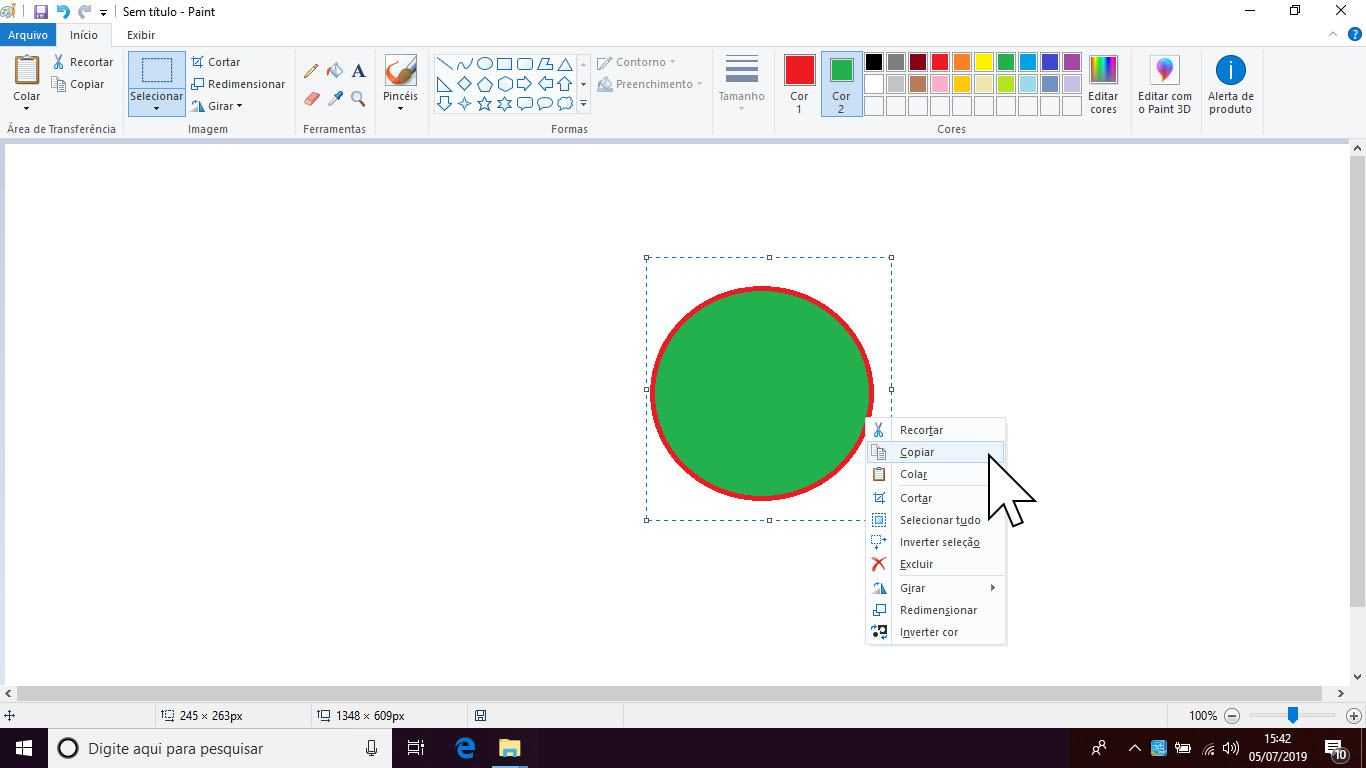 Sem título - Paint
Arquivo Início Exibir
Colar
Recortar
Copiar
Área de Transferência
Selecionar
Cortar
Redimensionar
Girar
Imagem
A
Ferramentas
Pincéis
Contorno
Preenchimento
Formas
Tamanho
Cor
1
Cor
2
Editar
cores
Cores
Editar com
o Paint 3D
Alerta de
produto
Recortar
Copiar
Colar
Cortar
Selecionar tudo
Inverter seleção
Excluir
Girar
Redimensionar
Inverter cor
245 × 263px
1348 × 609px
100%
Digite aqui para pesquisar
15:42
05/07/2019
10